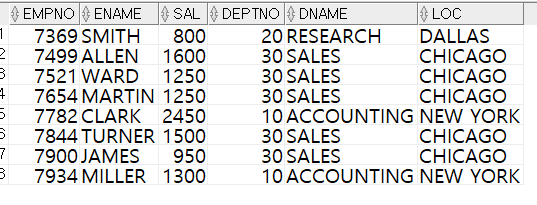 EMPNO ENAME SAL DEPTNO DNAME LOC
1 7369 SMITH 800 20 RESEARCH DALLAS
2 7499 ALLEN 1600 30 SALES CHICAGO
3 7521 WARD 1250 30 SALES CHICAGO
4 7654 MARTIN 1250 30 SALES CHICAGO
5 7782 CLARK 2450 10 ACCOUNTING NEW YORK
6 7844 TURNER 1500 30 SALES CHICAGO
7 7900 JAMES 950 30 SALES CHICAGO
8 7934 MILLER 1300 10 ACCOUNTING NEW YORK